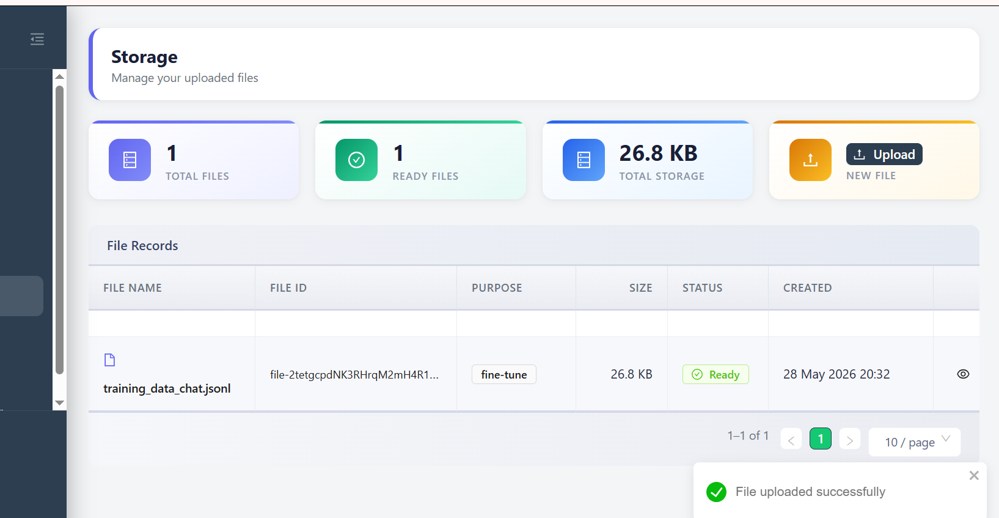 Storage
Manage your uploaded files
1
TOTAL FILES
1
READY FILES
26.8 KB
TOTAL STORAGE
Upload
NEW FILE
File Records
FILE NAME FILE ID PURPOSE SIZE STATUS CREATED
training_data_chat.jsonl file-2tetgcpdNK3RHrqM2mH4R1... fine-tune 26.8 KB Ready 28 May 2026 20:32
1–1 of 1 < 1 > 10 / page
File uploaded successfully